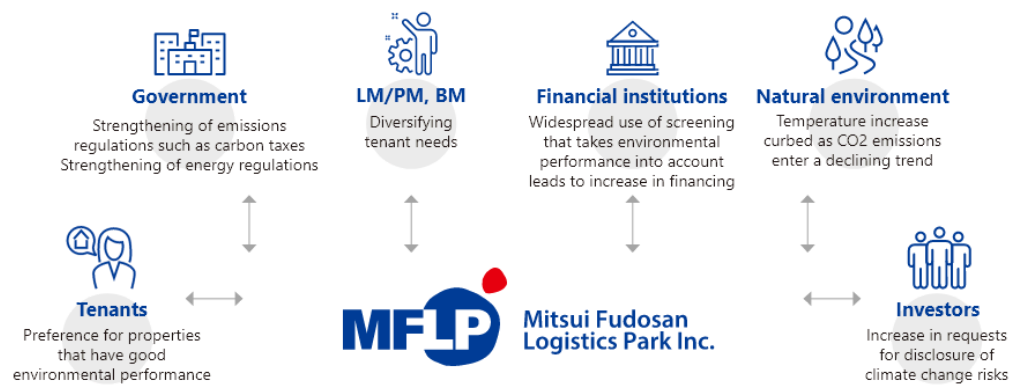 Government
Strengthening of emissions
regulations such as carbon taxes
Strengthening of energy regulations
LM/PM, BM
Diversifying
tenant needs
Financial institutions
Widespread use of screening
that takes environmental
performance into account
leads to increase in financing
Natural environment
Temperature increase
curbed as CO2 emissions
enter a declining trend
Tenants
Preference for properties
that have good
environmental performance
MFLP
Mitsui Fudosan
Logistics Park Inc.
Investors
Increase in requests
for disclosure of
climate change risks